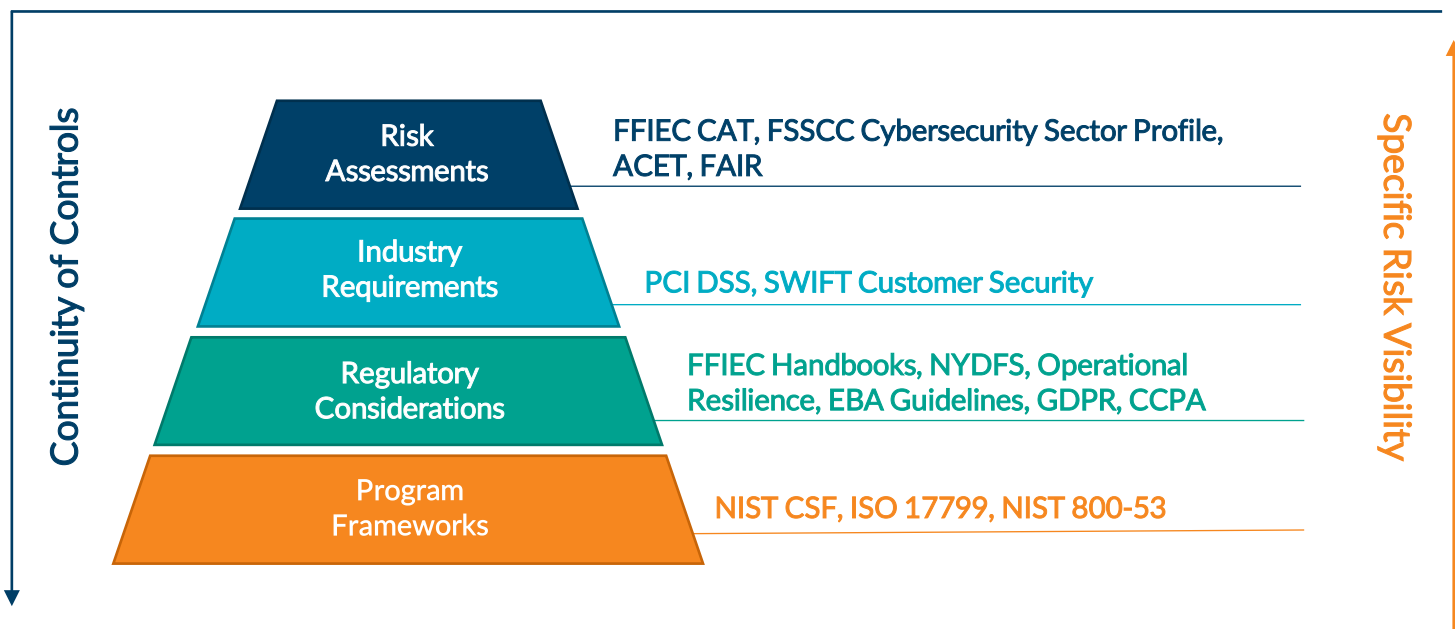 Continuity of Controls
Risk
Assessments
FFIEC CAT, FSSCC Cybersecurity Sector Profile,
ACET, FAIR
Industry
Requirements
PCI DSS, SWIFT Customer Security
Regulatory
Considerations
FFIEC Handbooks, NYDFS, Operational
Resilience, EBA Guidelines, GDPR, CCPA
Program
Frameworks
NIST CSF, ISO 17799, NIST 800-53
Specific Risk Visibility